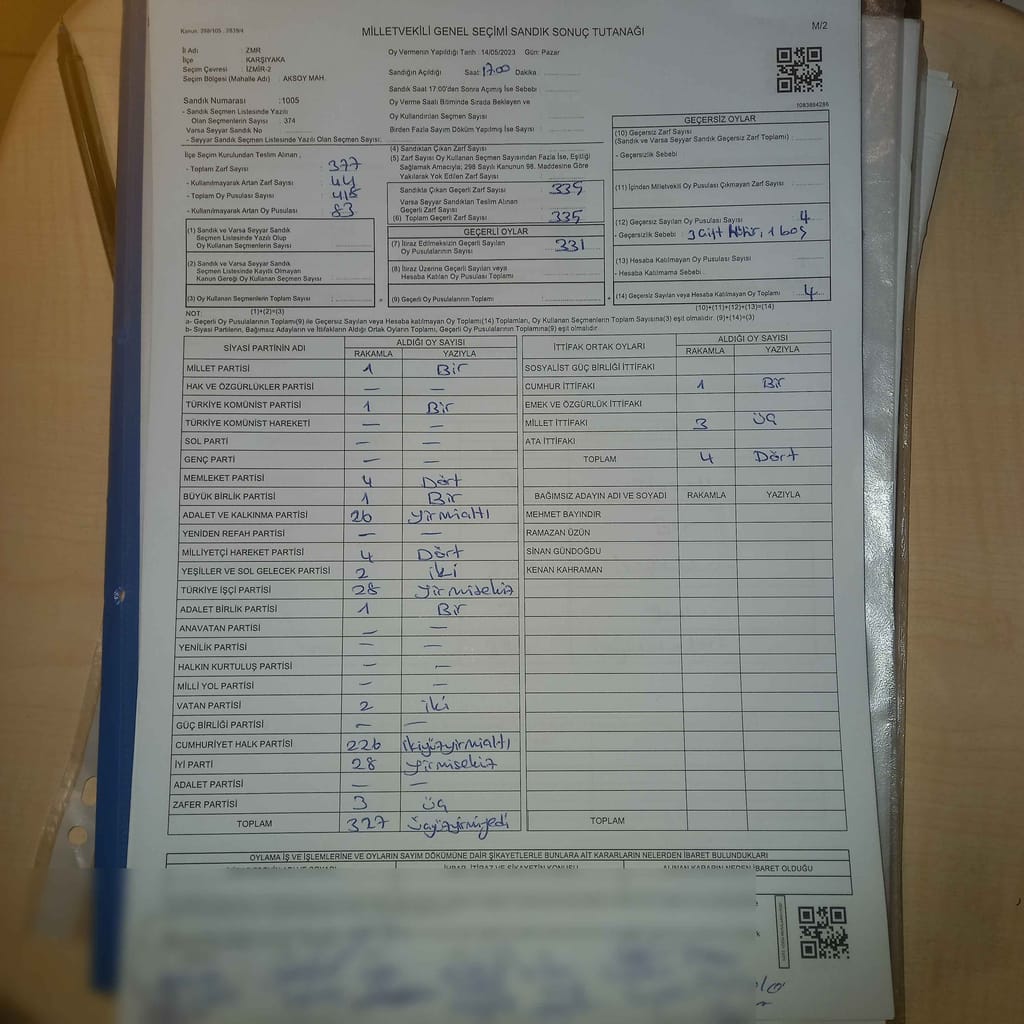 Kanun: 298/105 , 2839/4
MİLLETVEKİLİ GENEL SEÇİMİ SANDIK SONUÇ TUTANAĞI
M/2
İl Adı : ZMR
İlçe : KARŞIYAKA
Seçim Çevresi : İZMİR-2
Seçim Bölgesi (Mahalle Adı) : AKSOY MAH.
Sandık Numarası :1005
- Sandık Seçmen Listesinde Yazılı
Olan Seçmenlerin Sayısı : 374
Varsa Seyyar Sandık No :
- Seyyar Sandık Seçmen Listesinde Yazılı Olan Seçmen Sayısı:
Oy Vermenin Yapıldığı Tarih : 14/05/2023 Gün: Pazar
Sandığın Açıldığı Saat: 17:00 Dakika
Sandık Saat 17:00'den Sonra Açılmış İse Sebebi :
Oy Verme Saati Bitiminde Sırada Bekleyen ve
Oy Kullandırılan Seçmen Sayısı :
Birden Fazla Sayım Döküm Yapılmış İse Sayısı :
1083884286
İlçe Seçim Kurulundan Teslim Alınan ,
- Toplam Zarf Sayısı : 377
- Kullanılmayarak Artan Zarf Sayısı : 44
- Toplam Oy Pusulası Sayısı : 418
- Kullanılmayarak Artan Oy Pusulası : 83
(1) Sandık ve Varsa Seyyar Sandık
Seçmen Listesinde Yazılı Olup
Oy Kullanan Seçmenlerin Sayısı
(2) Sandık ve Varsa Seyyar Sandık
Seçmen Listesinde Kayıtlı Olmayan
Kanun Gereği Oy Kullanan Seçmen Sayısı
(3) Oy Kullanan Seçmenlerin Toplam Sayısı :
(1)+(2)=(3)
(4) Sandıktan Çıkan Zarf Sayısı :
(5) Zarf Sayısı Oy Kullanan Seçmen Sayısından Fazla İse, Eşitliği
Sağlamak Amacıyla; 298 Sayılı Kanunun 98. Maddesine Göre
Yakılarak Yok Edilen Zarf Sayısı :
Sandıkta Çıkan Geçerli Zarf Sayısı : 335
Varsa Seyyar Sandıktan Teslim Alınan
Geçerli Zarf Sayısı
(6) Toplam Geçerli Zarf Sayısı : 335
GEÇERLİ OYLAR
(7) İtiraz Edilmeksizin Geçerli Sayılan
Oy Pusulalarının Sayısı : 331
(8) İtiraz Üzerine Geçerli Sayılan veya
Hesaba Katılan Oy Pusulası Toplamı
(9) Geçerli Oy Pusulalarının Toplamı :
GEÇERSİZ OYLAR
(10) Geçersiz Zarf Sayısı
(Sandık ve Varsa Seyyar Sandık Geçersiz Zarf Toplamı) :
- Geçersizlik Sebebi :
(11) İçinden Milletvekili Oy Pusulası Çıkmayan Zarf Sayısı :
(12) Geçersiz Sayılan Oy Pusulası Sayısı : 4
- Geçersizlik Sebebi : 3 Çift Mühür, 1 boş
(13) Hesaba Katılmayan Oy Pusulası Sayısı :
- Hesaba Katılmama Sebebi :
(14) Geçersiz Sayılan veya Hesaba Katılmayan Oy Toplamı : 4
(10)+(11)+(12)+(13)=(14)
NOT:
a- Geçerli Oy Pusulaları Toplamı(9) ile Geçersiz Sayılan veya Hesaba katılmayan Oy Toplamı(14) Toplamları, Oy Kullanan Seçmenlerin Toplam Sayısına(3) eşit olmalıdır. (9)+(14)=(3)
b- Siyasi Partilerin, Bağımsız Adayların ve İttifakların Aldığı Oyların Ortak Oyların Toplamı, Geçerli Oy Pusulalarının Toplamına(9) eşit olmalıdır.
SİYASİ PARTİNİN ADI ALDIĞI OY SAYISI
RAKAMLA YAZIYLA
MİLLET PARTİSİ 1 Bir
HAK VE ÖZGÜRLÜKLER PARTİSİ — —
TÜRKİYE KOMÜNİST PARTİSİ 1 Bir
TÜRKİYE KOMÜNİST HAREKETİ — —
SOL PARTİ — —
GENÇ PARTİ — —
MEMLEKET PARTİSİ 4 Dört
BÜYÜK BİRLİK PARTİSİ 1 Bir
ADALET VE KALKINMA PARTİSİ 26 Yirmialtı
YENİDEN REFAH PARTİSİ — —
MİLLİYETÇİ HAREKET PARTİSİ 4 Dört
YEŞİLLER VE SOL GELECEK PARTİSİ 2 iki
TÜRKİYE İŞÇİ PARTİSİ 28 Yirmisekiz
ADALET BİRLİK PARTİSİ 1 Bir
ANAVATAN PARTİSİ — —
YENİLİK PARTİSİ — —
HALKIN KURTULUŞ PARTİSİ — —
MİLLİ YOL PARTİSİ — —
VATAN PARTİSİ 2 iki
GÜÇ BİRLİĞİ PARTİSİ — —
CUMHURİYET HALK PARTİSİ 226 ikiyüzyirmialtı
İYİ PARTİ 28 Yirmisekiz
ADALET PARTİSİ — —
ZAFER PARTİSİ 3 üç
TOPLAM 327 üçyüzyirmiyedi
İTTİFAK ORTAK OYLARI ALDIĞI OY SAYISI
RAKAMLA YAZIYLA
SOSYALİST GÜÇ BİRLİĞİ İTTİFAKI
CUMHUR İTTİFAKI 1 Bir
EMEK VE ÖZGÜRLÜK İTTİFAKI
MİLLET İTTİFAKI 3 üç
ATA İTTİFAKI
TOPLAM 4 Dört
BAĞIMSIZ ADAYIN ADI VE SOYADI RAKAMLA YAZIYLA
MEHMET BAYINDIR
RAMAZAN ÜZÜN
SİNAN GÜNDOĞDU
KENAN KAHRAMAN
TOPLAM
OYLAMA İŞ VE İŞLEMLERİNE VE OYLARIN SAYIM DÖKÜMÜNE DAİR ŞİKAYETLERLE BUNLARA AİT KARARLARIN NELERDEN İBARET BULUNDUKLARI
İHBAR, İTİRAZ VE ŞİKAYETİN KONUSU ALINAN KARARIN NEDEN İBARET OLDUĞU